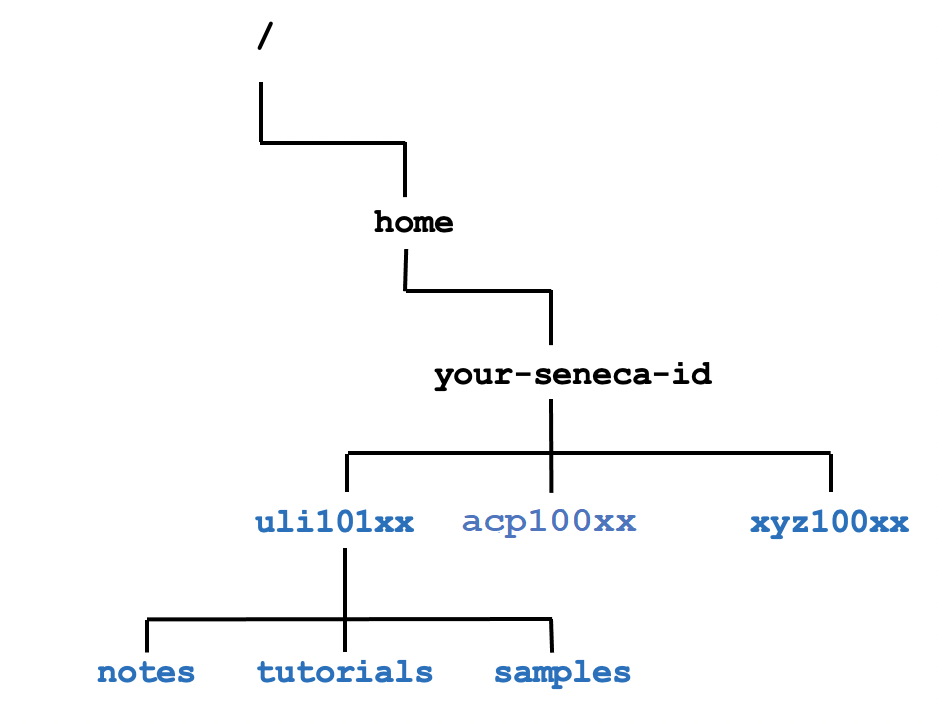 /
home
your-seneca-id
uli101xx acp100xx xyz100xx
notes tutorials samples